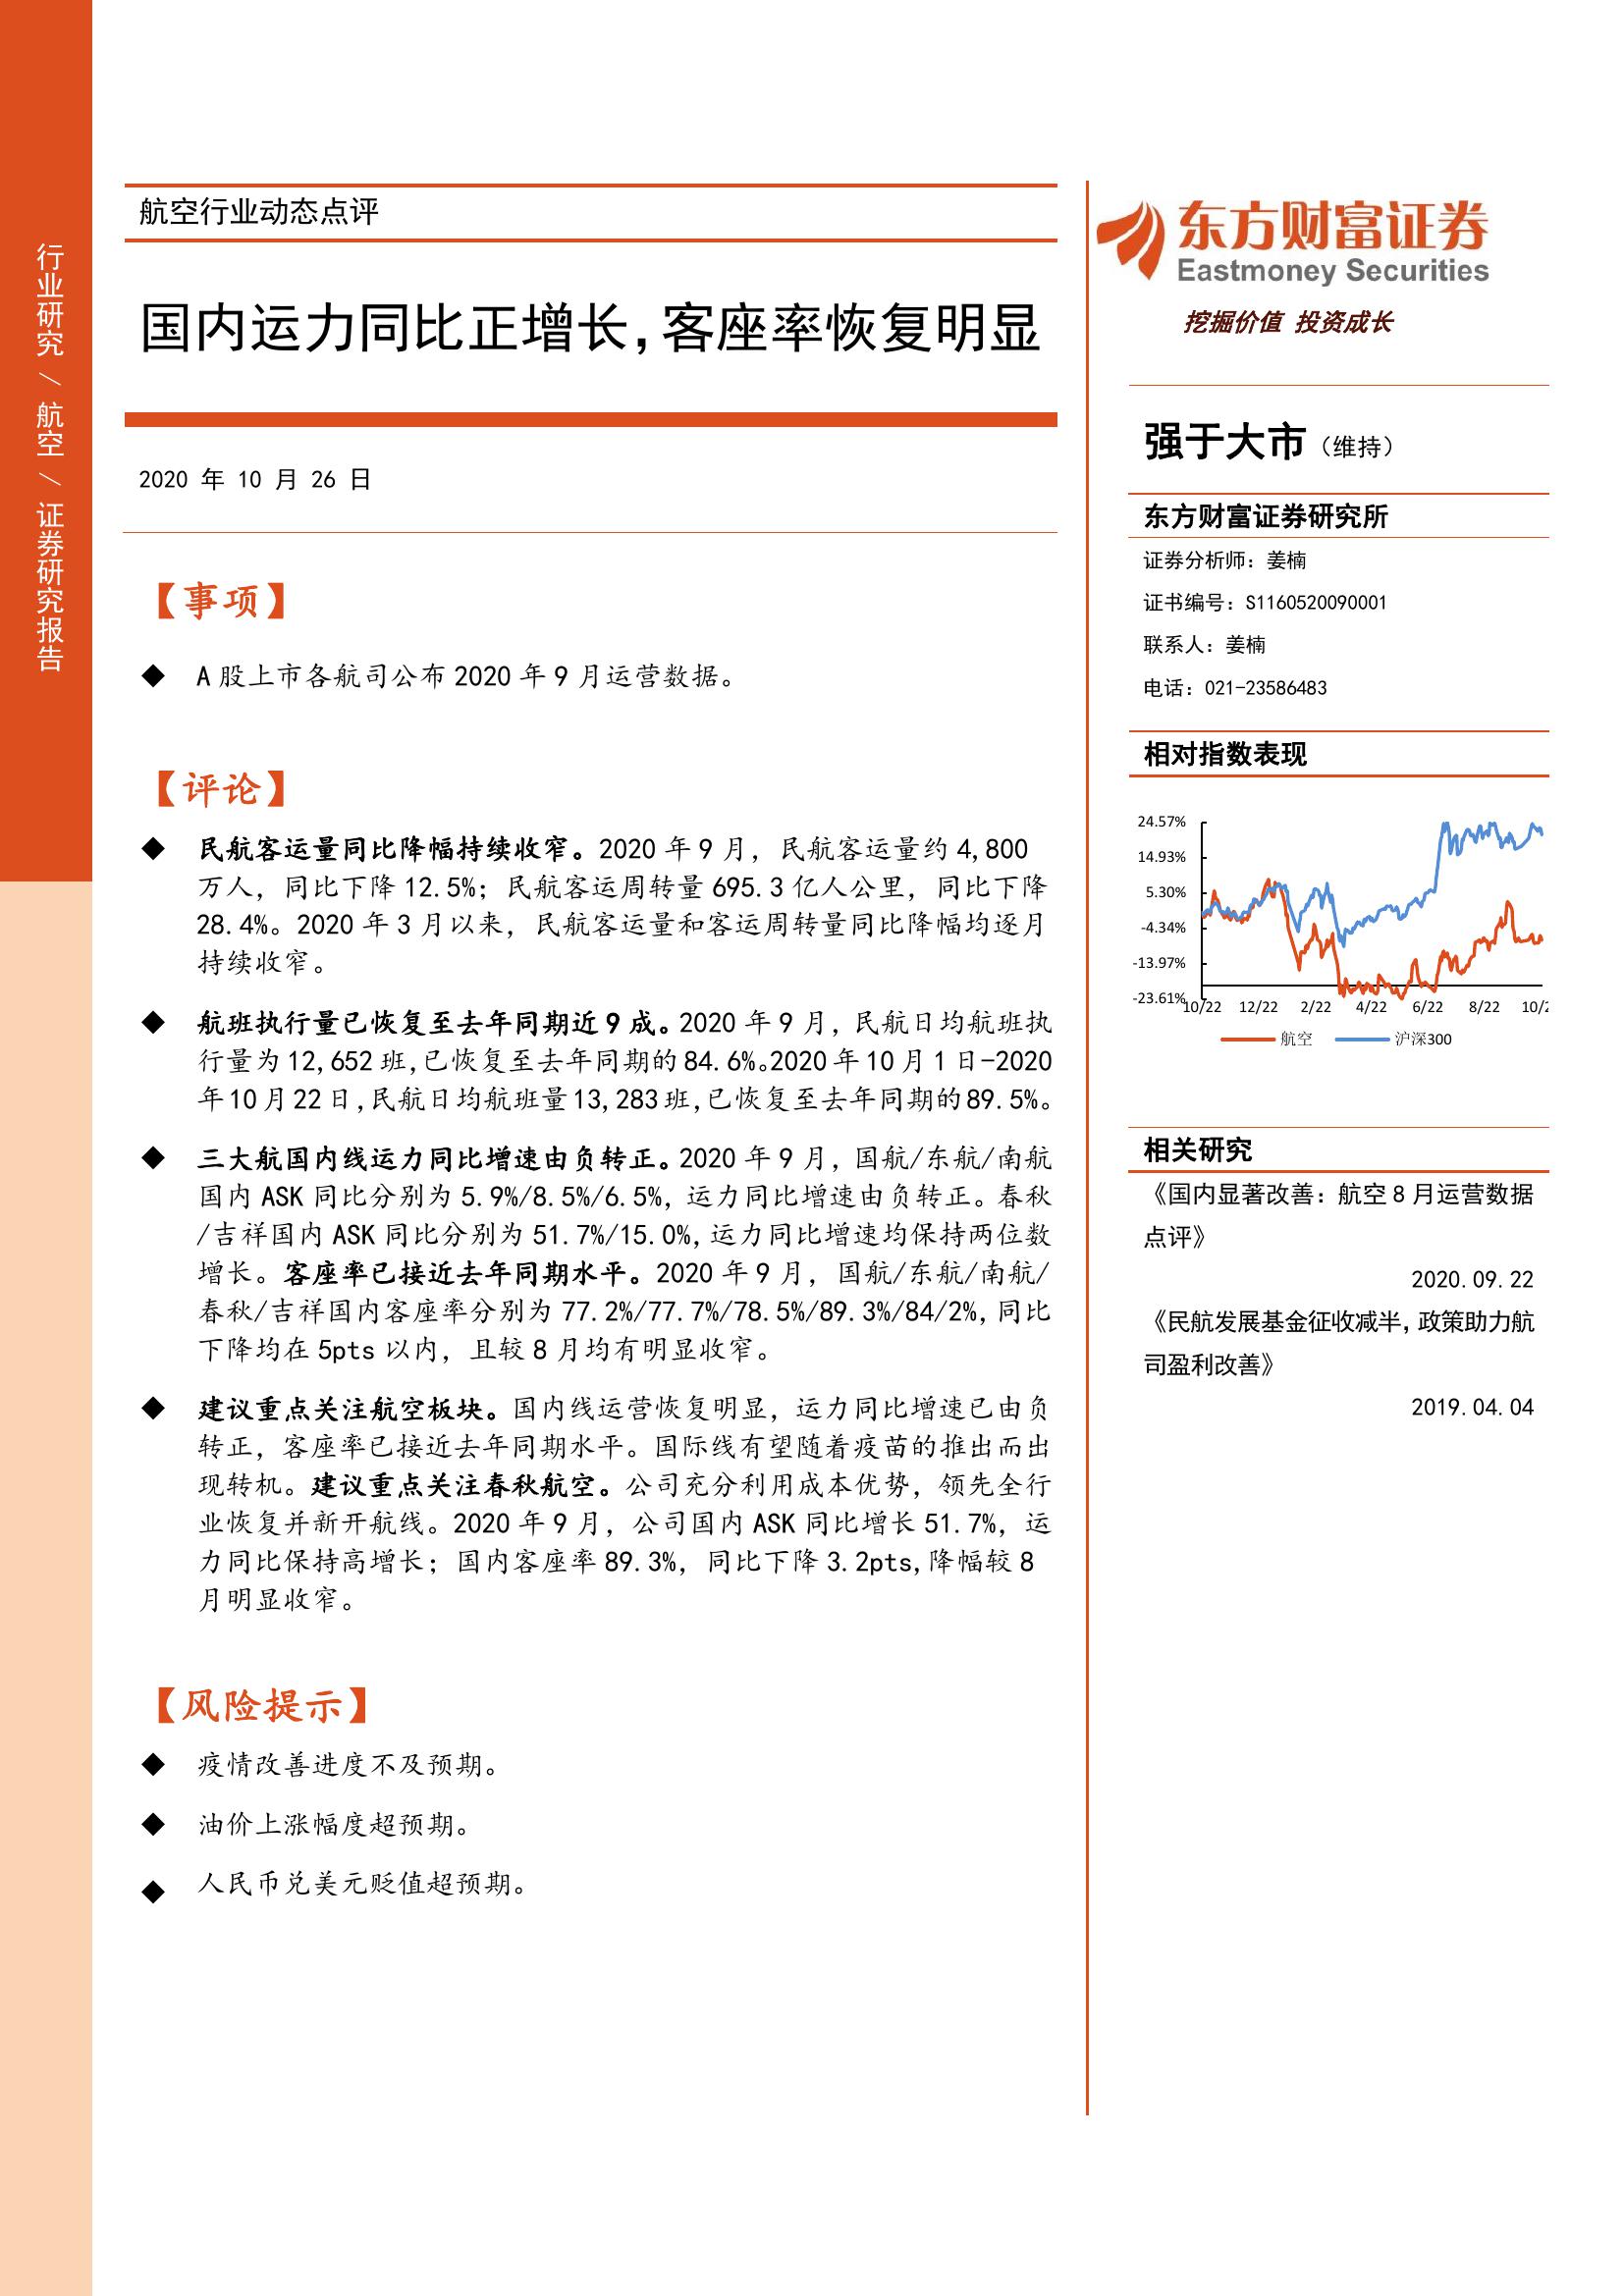 行业研究 / 航空 / 证券研究报告
航空行业动态点评
国内运力同比正增长,客座率恢复明显
2020 年 10 月 26 日
【事项】
◆ A 股上市各航司公布 2020 年 9 月运营数据。
【评论】
◆ 民航客运量同比降幅持续收窄。2020 年 9 月，民航客运量约 4,800
万人，同比下降 12.5%；民航客运周转量 695.3 亿人公里，同比下降
28.4%。2020 年 3 月以来，民航客运量和客运周转量同比降幅均逐月
持续收窄。
◆ 航班执行量已恢复至去年同期近 9 成。2020 年 9 月，民航日均航班执
行量为 12,652 班,已恢复至去年同期的 84.6%。2020 年 10 月 1 日-2020
年 10 月 22 日,民航日均航班量 13,283 班,已恢复至去年同期的 89.5%。
◆ 三大航国内线运力同比增速由负转正。2020 年 9 月，国航/东航/南航
国内 ASK 同比分别为 5.9%/8.5%/6.5%，运力同比增速由负转正。春秋
/吉祥国内 ASK 同比分别为 51.7%/15.0%,运力同比增速均保持两位数
增长。客座率已接近去年同期水平。2020 年 9 月，国航/东航/南航/
春秋/吉祥国内客座率分别为 77.2%/77.7%/78.5%/89.3%/84/2%,同比
下降均在 5pts 以内，且较 8 月均有明显收窄。
◆ 建议重点关注航空板块。国内线运营恢复明显，运力同比增速已由负
转正，客座率已接近去年同期水平。国际线有望随着疫苗的推出而出
现转机。建议重点关注春秋航空。公司充分利用成本优势，领先全行
业恢复并新开航线。2020 年 9 月，公司国内 ASK 同比增长 51.7%，运
力同比保持高增长；国内客座率 89.3%，同比下降 3.2pts,降幅较 8
月明显收窄。
【风险提示】
◆ 疫情改善进度不及预期。
◆ 油价上涨幅度超预期。
◆ 人民币兑美元贬值超预期。
东方财富证券
Eastmoney Securities
挖掘价值 投资成长
强于大市（维持）
东方财富证券研究所
证券分析师：姜楠
证书编号：S1160520090001
联系人：姜楠
电话：021-23586483
相对指数表现
24.57%
14.93%
5.30%
-4.34%
-13.97%
-23.61%
10/22 12/22 2/22 4/22 6/22 8/22 10/2
航空 沪深300
相关研究
《国内显著改善：航空 8 月运营数据
点评》
2020.09.22
《民航发展基金征收减半,政策助力航
司盈利改善》
2019.04.04